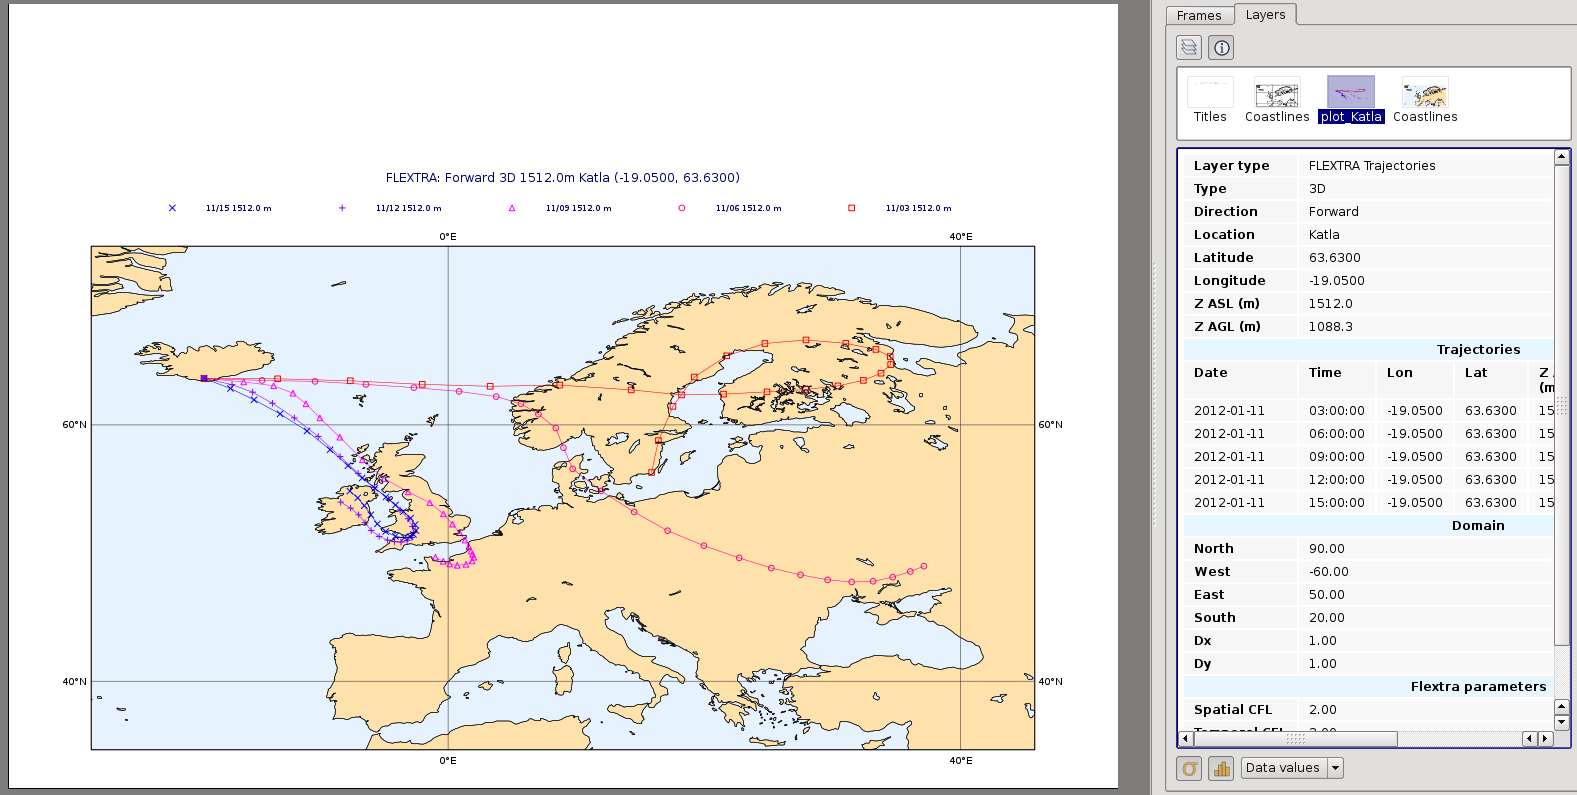 Frames Layers
Titles Coastlines plot_Katla Coastlines
FLEXTRA: Forward 3D 1512.0m Katla (-19.0500, 63.6300)
11/15 1512.0 m 11/12 1512.0 m 11/09 1512.0 m 11/06 1512.0 m 11/03 1512.0 m
0°E 40°E
60°N 60°N
40°N 40°N
0°E 40°E
Layer type FLEXTRA Trajectories
Type 3D
Direction Forward
Location Katla
Latitude 63.6300
Longitude -19.0500
Z ASL (m) 1512.0
Z AGL (m) 1088.3
Trajectories
Date Time Lon Lat Z
(m
2012-01-11 03:00:00 -19.0500 63.6300 15
2012-01-11 06:00:00 -19.0500 63.6300 15
2012-01-11 09:00:00 -19.0500 63.6300 15
2012-01-11 12:00:00 -19.0500 63.6300 15
2012-01-11 15:00:00 -19.0500 63.6300 15
Domain
North 90.00
West -60.00
East 50.00
South 20.00
Dx 1.00
Dy 1.00
Flextra parameters
Spatial CFL 2.00
Temporal CFL 2.00
Data values